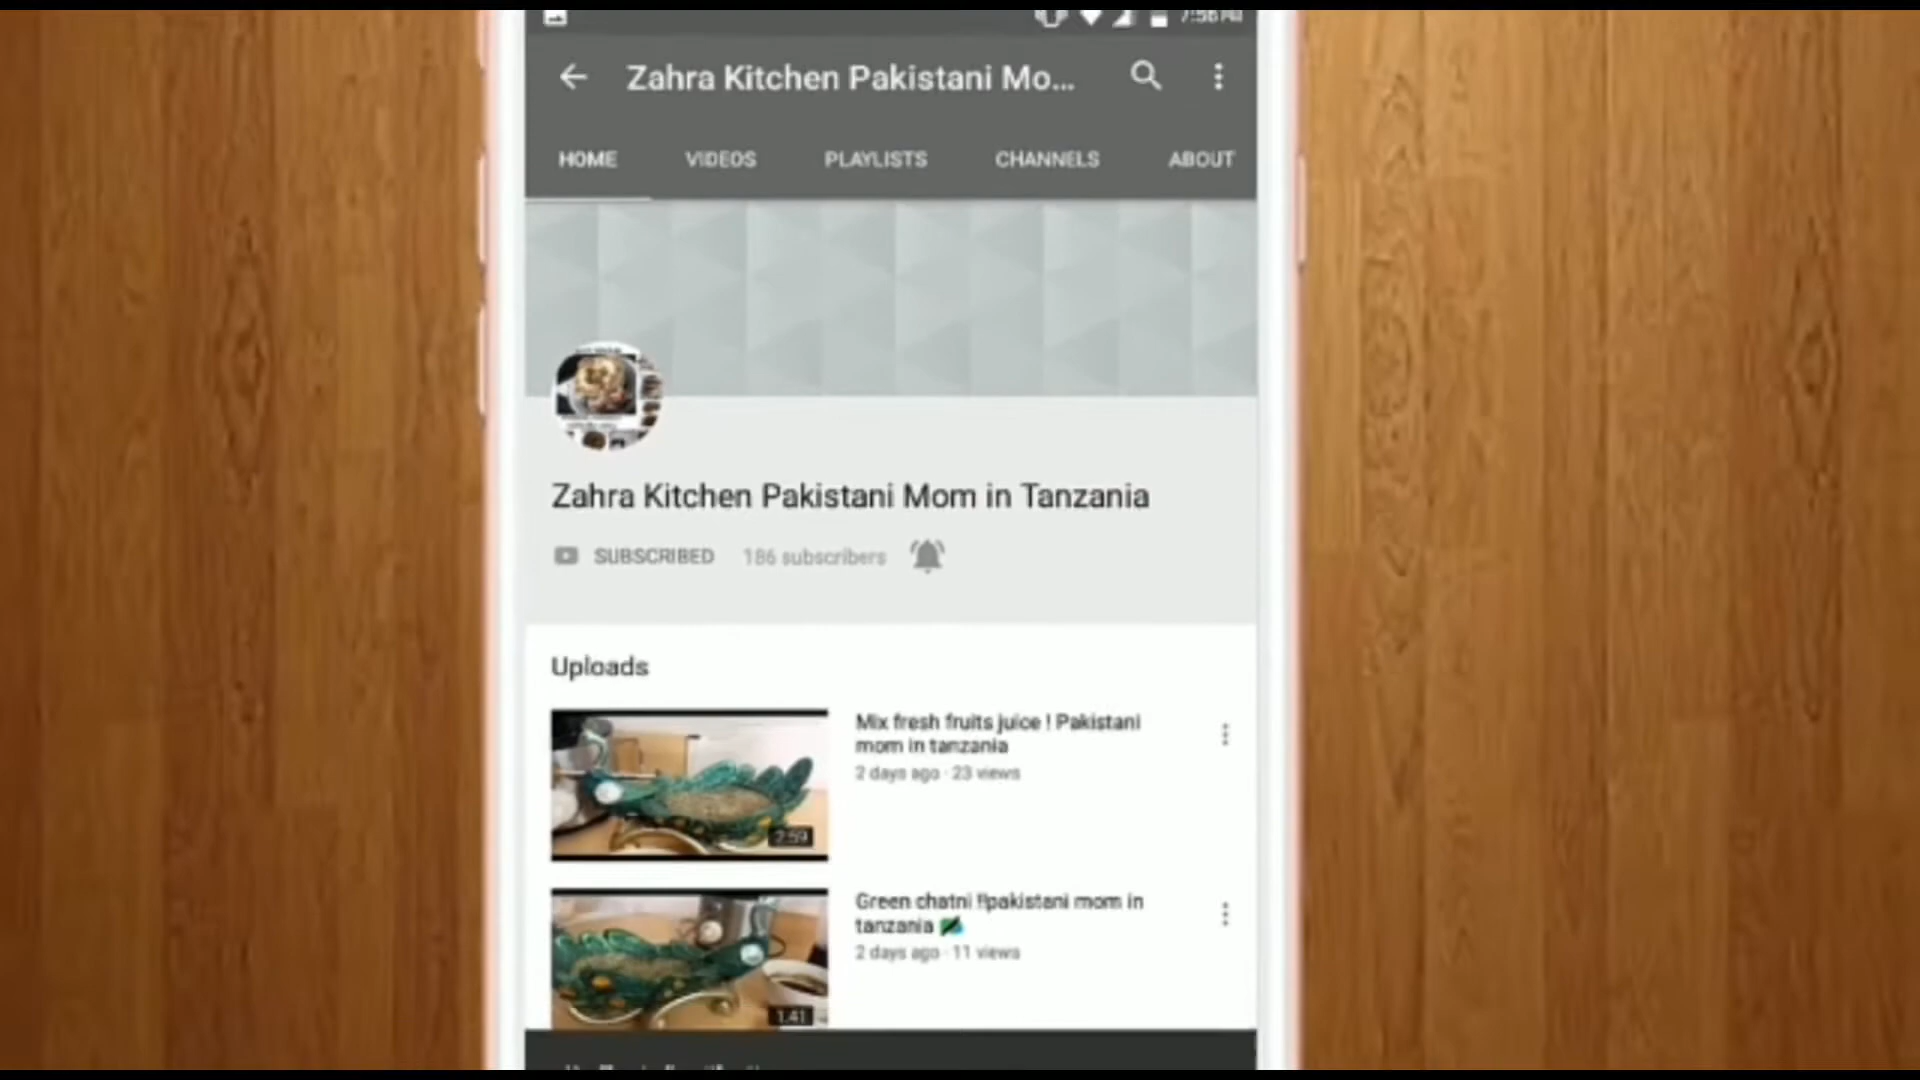 Zahra Kitchen Pakistani Mo...
HOME VIDEOS PLAYLISTS CHANNELS ABOUT
Zahra Kitchen Pakistani Mom in Tanzania
SUBSCRIBED 186 subscribers
Uploads
Mix fresh fruits juice ! Pakistani
mom in tanzania
2 days ago · 23 views
2:59
Green chatni !!pakistani mom in
tanzania 🇹🇿
2 days ago · 11 views
1:41